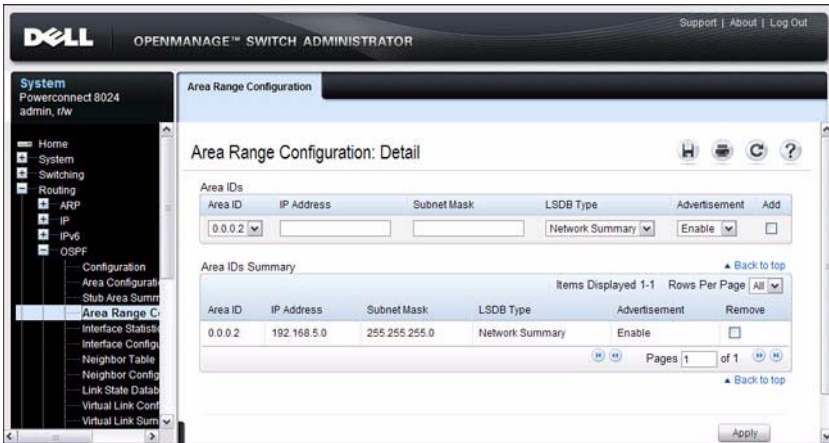 Support | About | Log Out
DELL
OPENMANAGE™ SWITCH ADMINISTRATOR
System
Powerconnect 8024
admin, r/w
Home
System
Switching
Routing
ARP
IP
IPv6
OSPF
Configuration
Area Configurati
Stub Area Summ
Area Range C
Interface Statistic
Interface Configu
Neighbor Table
Neighbor Config
Link State Datab
Virtual Link Conf
Virtual Link Sum
Area Range Configuration
Area Range Configuration: Detail
Area IDs
Area ID IP Address Subnet Mask LSDB Type Advertisement Add
0.0.0.2 Network Summary Enable
Area IDs Summary Back to top
Items Displayed 1-1 Rows Per Page All
Area ID IP Address Subnet Mask LSDB Type Advertisement Remove
0.0.0.2 192.168.5.0 255.255.255.0 Network Summary Enable
Pages 1 of 1
Back to top
Apply